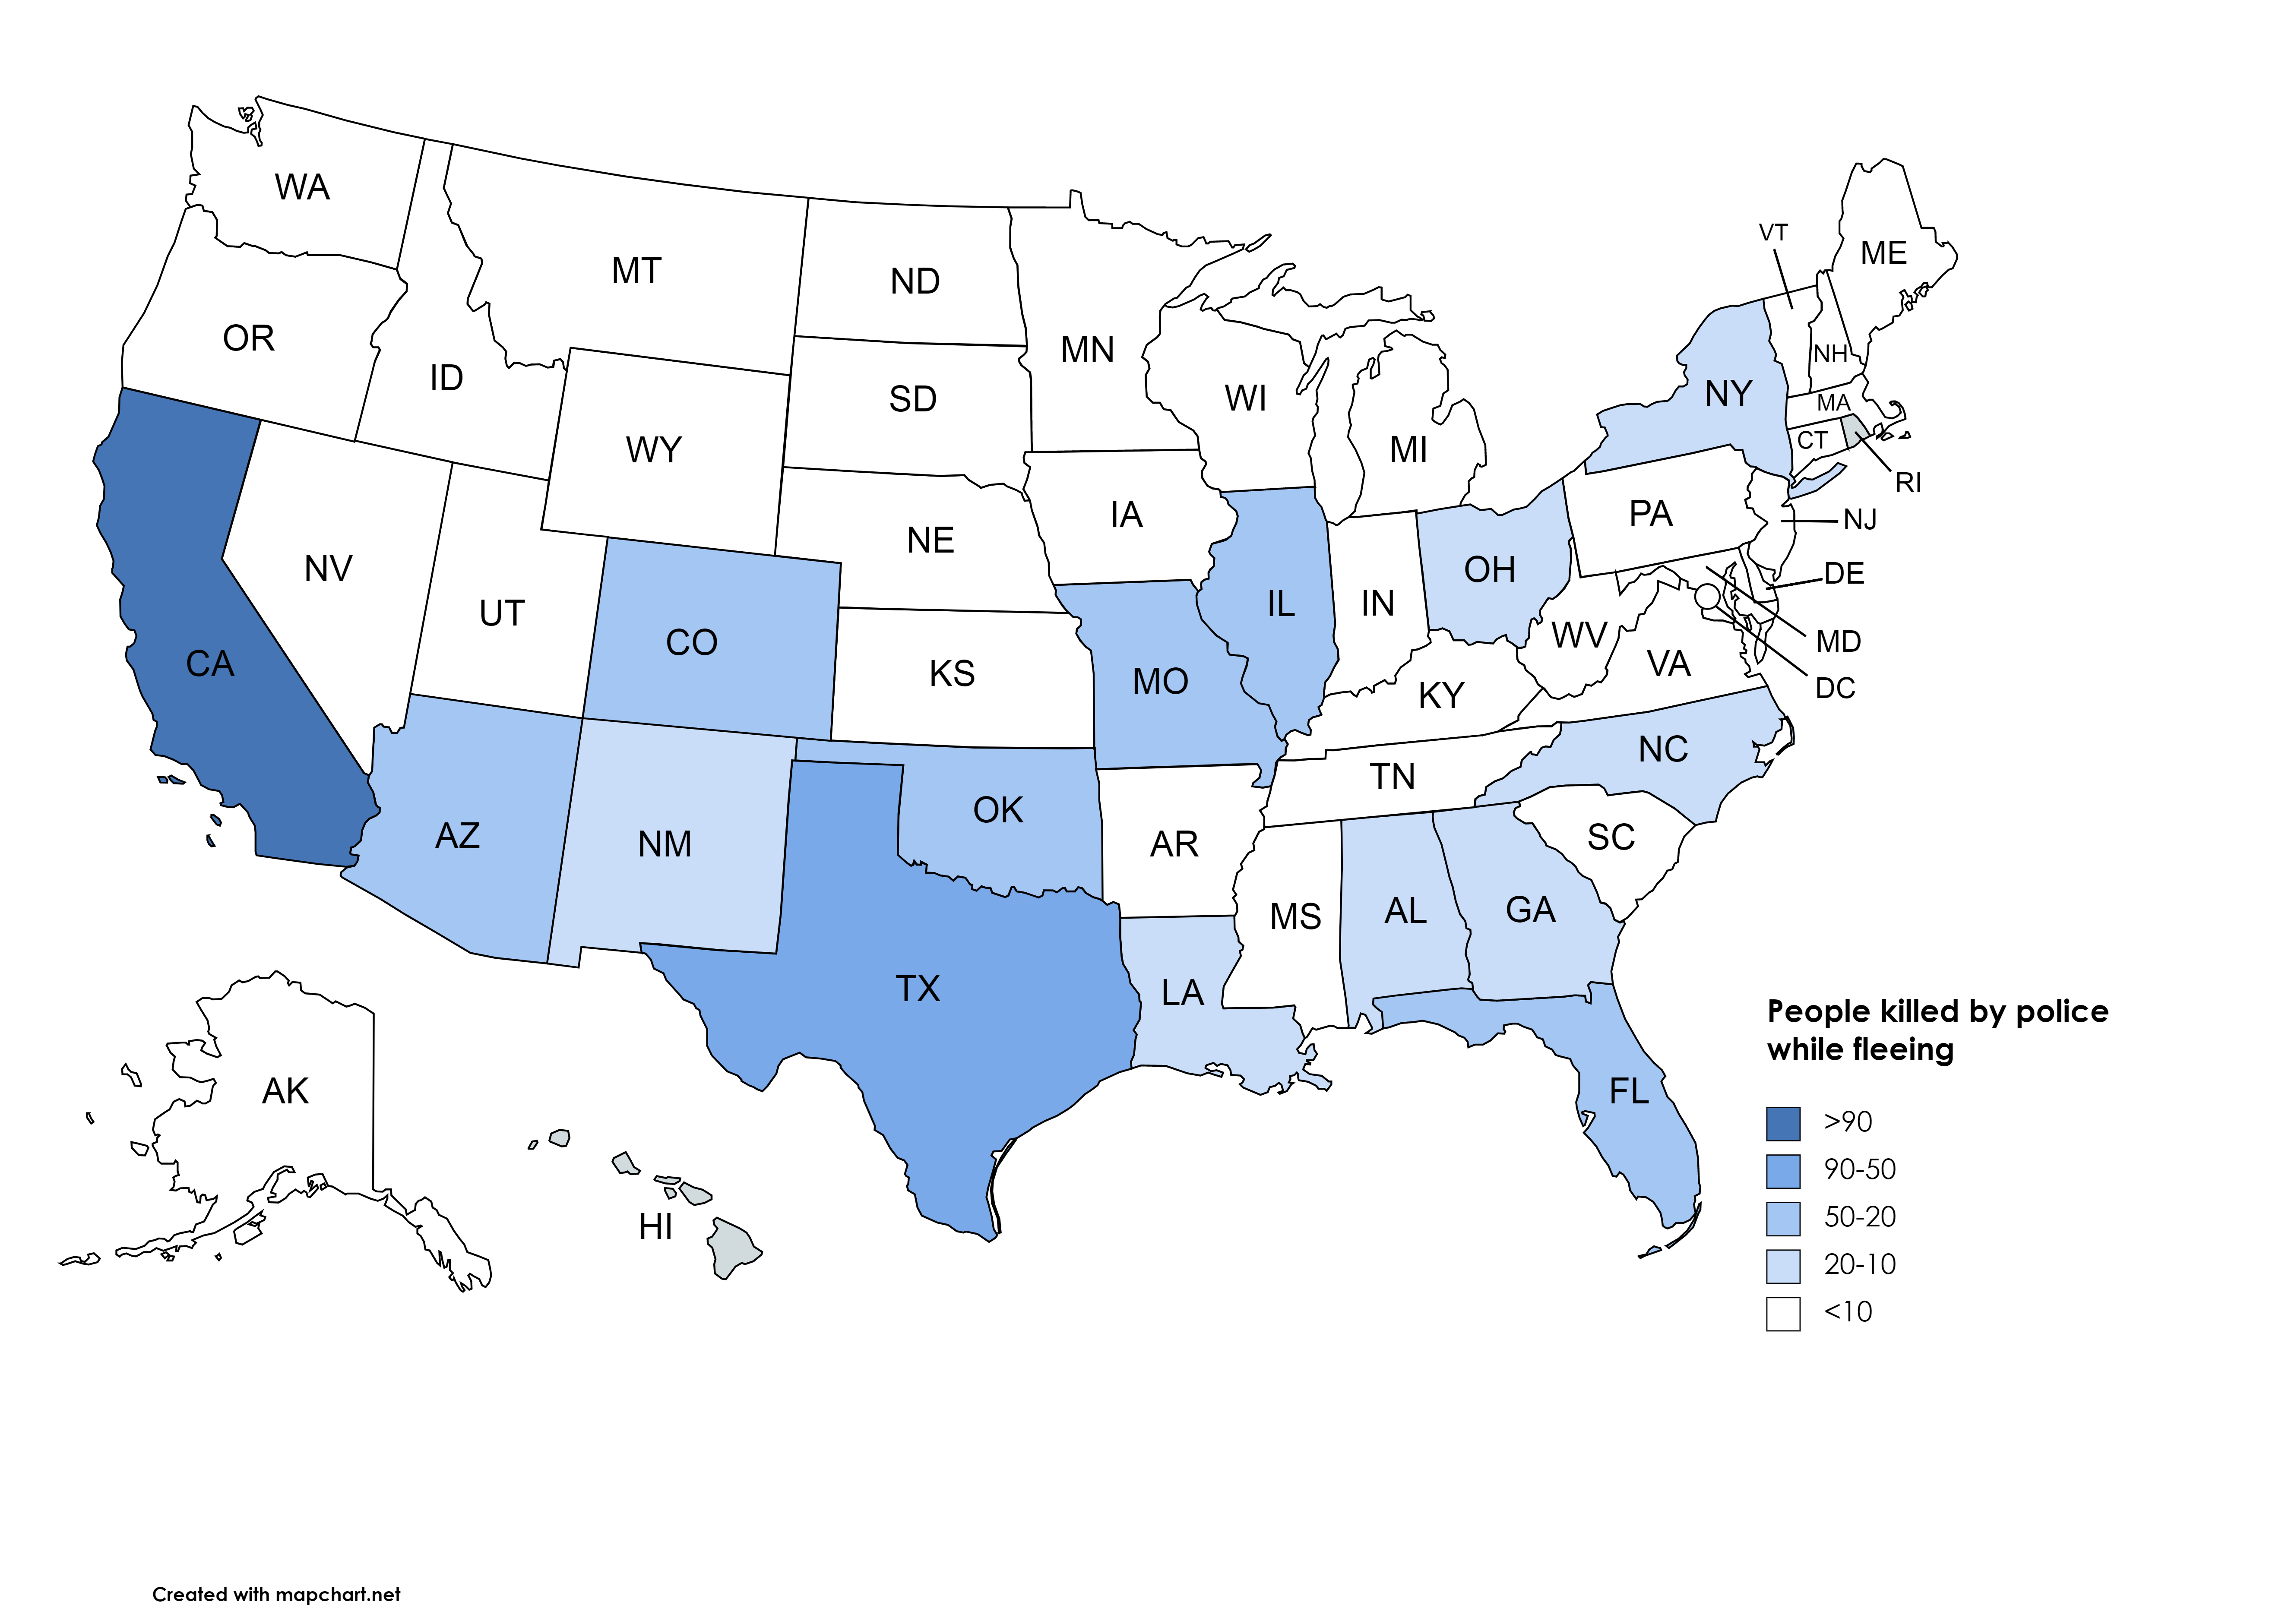 WA
VT
ME
MT
ND
OR
MN
NH
ID
SD
WI
NY
MA
WY
MI
CT
RI
IA
PA
NJ
NE
NV
OH
DE
UT
IL
IN
CO
WV
MD
CA
KS
MO
KY
VA
DC
NC
TN
OK
AZ
NM
AR
SC
MS
AL
GA
TX
LA
People killed by police
while fleeing
AK
FL
>90
90-50
HI
50-20
20-10
<10
Created with mapchart.net